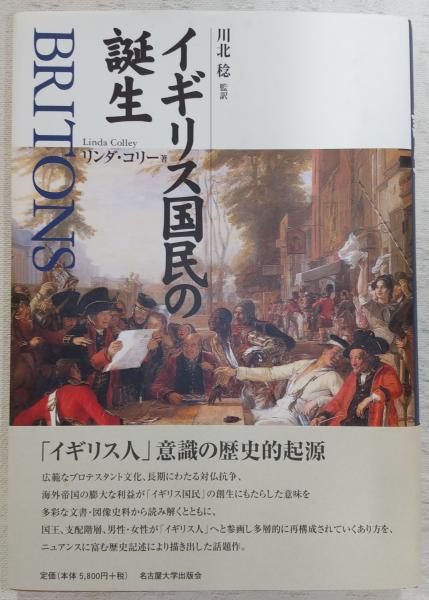 川北 稔 監訳
イギリス国民の
誕生
Linda Colley
リンダ・コリー 著
BRITONS
「イギリス人」意識の歴史的起源
広範なプロテスタント文化、長期にわたる対仏抗争、
海外帝国の膨大な利益が「イギリス国民」の創生にもたらした意味を
多彩な文書・図像史料から読み解くとともに、
国王、支配階層、男性・女性が「イギリス人」へと参画し多層的に再構成されていくあり方を、
ニュアンスに富む歴史記述により描き出した話題作。
定価(本体 5,800円+税) 名古屋大学出版会